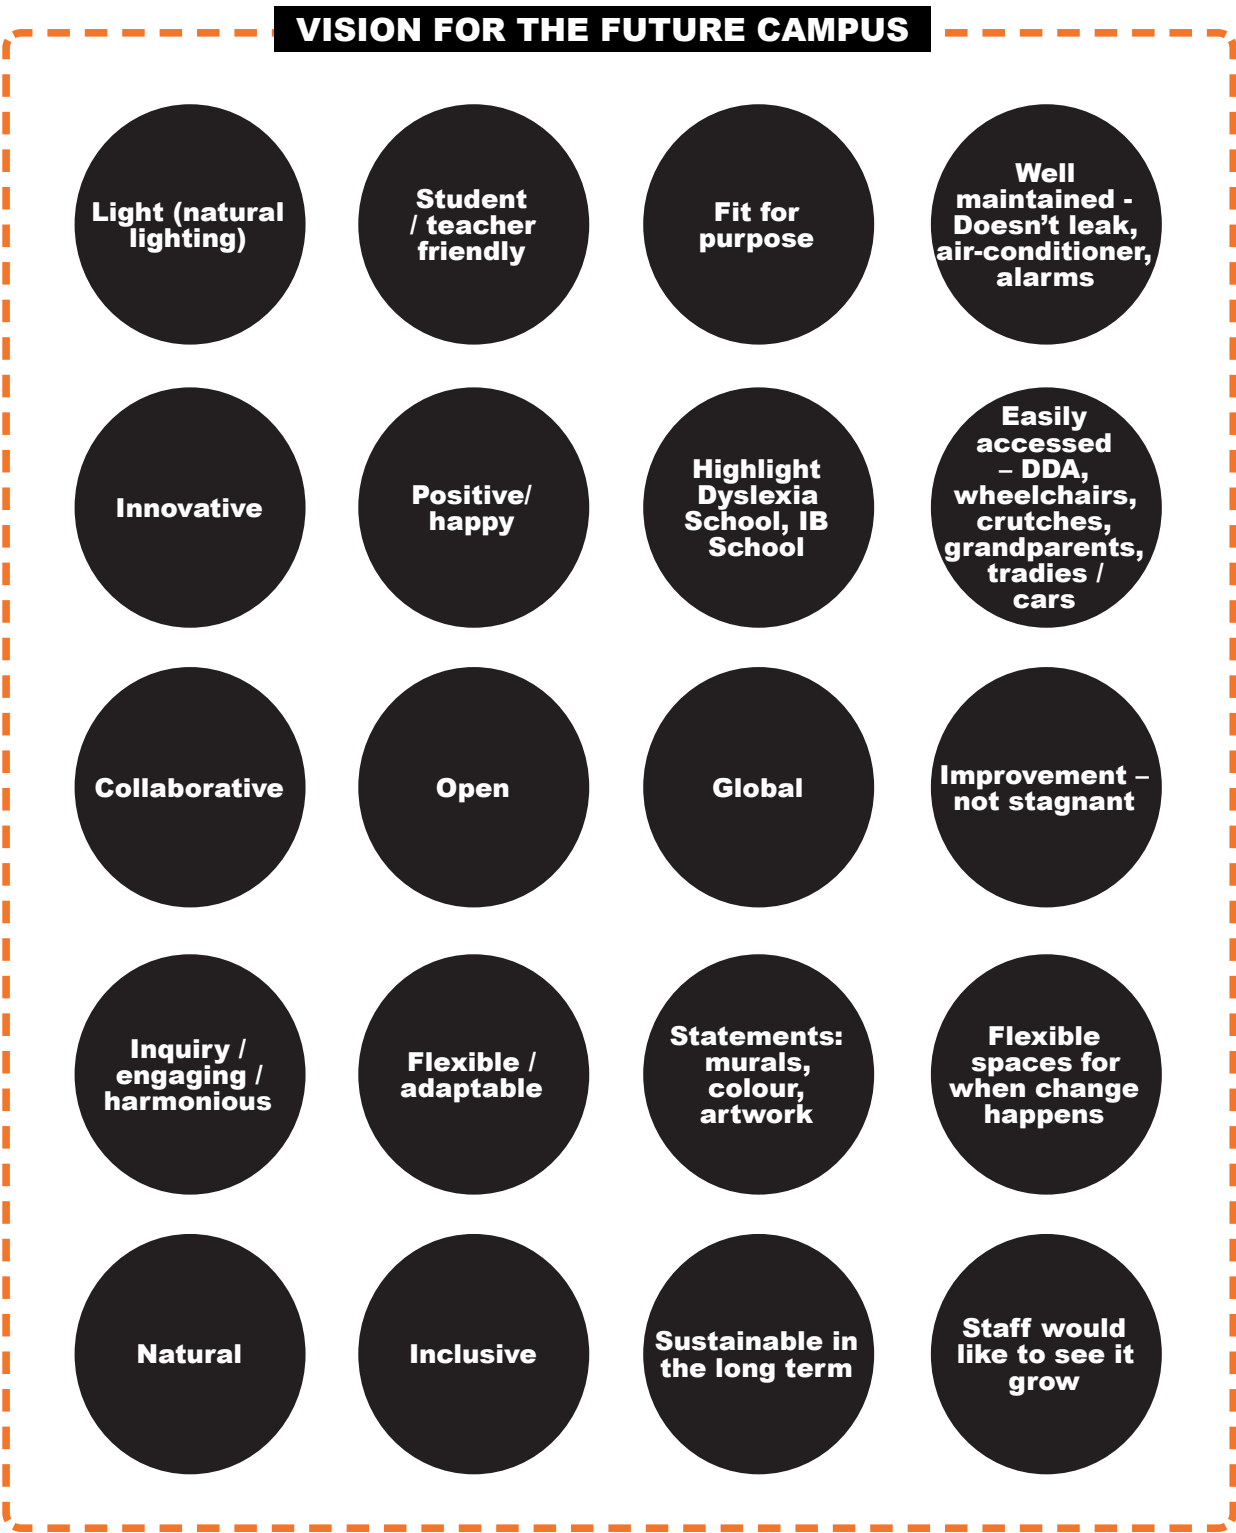 VISION FOR THE FUTURE CAMPUS
Light (natural
lighting)
Student
/ teacher
friendly
Fit for
purpose
Well
maintained -
Doesn’t leak,
air-conditioner,
alarms
Innovative
Positive/
happy
Highlight
Dyslexia
School, IB
School
Easily
accessed
– DDA,
wheelchairs,
crutches,
grandparents,
tradies /
cars
Collaborative
Open
Global
Improvement –
not stagnant
Inquiry /
engaging /
harmonious
Flexible /
adaptable
Statements:
murals,
colour,
artwork
Flexible
spaces for
when change
happens
Natural
Inclusive
Sustainable in
the long term
Staff would
like to see it
grow